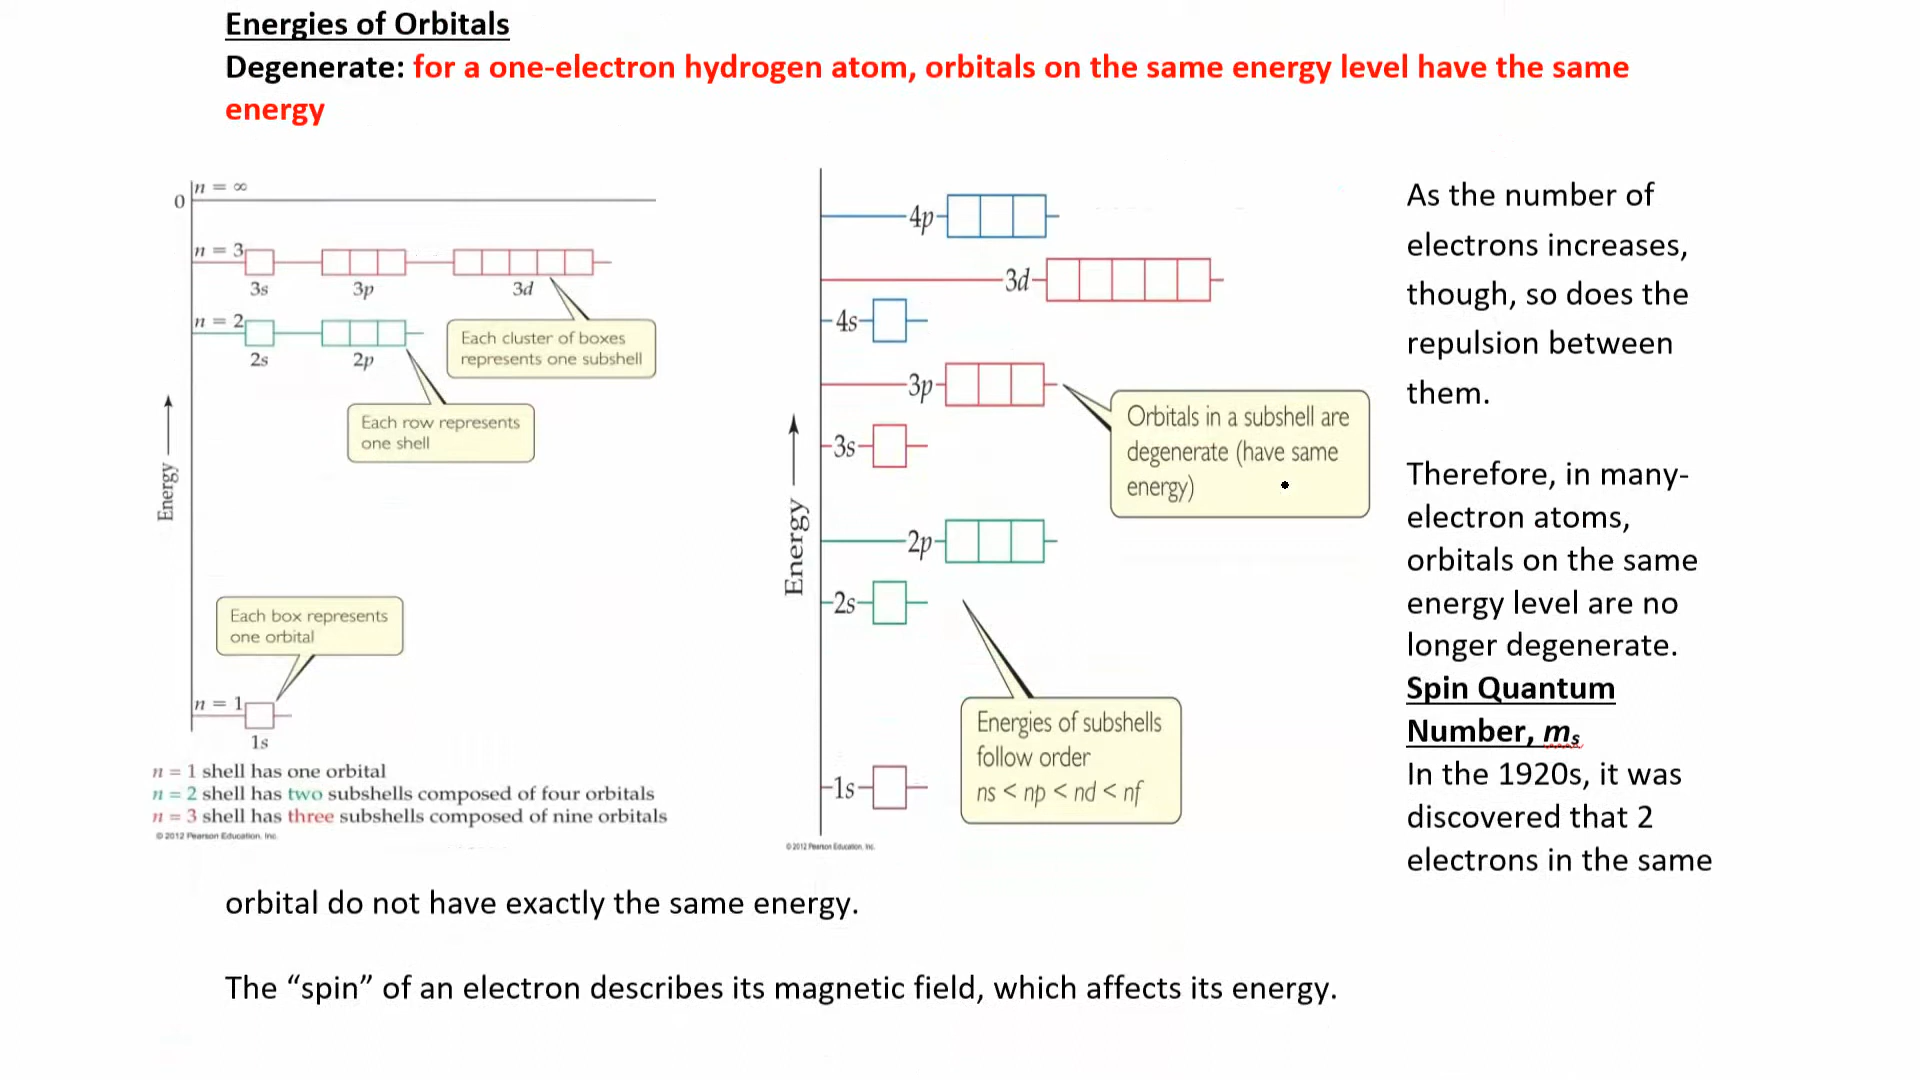 Energies of Orbitals
Degenerate: for a one-electron hydrogen atom, orbitals on the same energy level have the same
energy
n = ∞
0
n = 3
3s
3p
3d
n = 2
2s
2p
Each cluster of boxes
represents one subshell
Each row represents
one shell
Energy
Each box represents
one orbital
n = 1
1s
n = 1 shell has one orbital
n = 2 shell has two subshells composed of four orbitals
n = 3 shell has three subshells composed of nine orbitals
© 2012 Pearson Education, Inc.
4p
3d
4s
3p
Orbitals in a subshell are
degenerate (have same
energy)
3s
Energy
2p
2s
Energies of subshells
follow order
ns < np < nd < nf
1s
© 2012 Pearson Education, Inc.
As the number of
electrons increases,
though, so does the
repulsion between
them.
Therefore, in many-
electron atoms,
orbitals on the same
energy level are no
longer degenerate.
Spin Quantum
Number, ms
In the 1920s, it was
discovered that 2
electrons in the same
orbital do not have exactly the same energy.
The “spin” of an electron describes its magnetic field, which affects its energy.